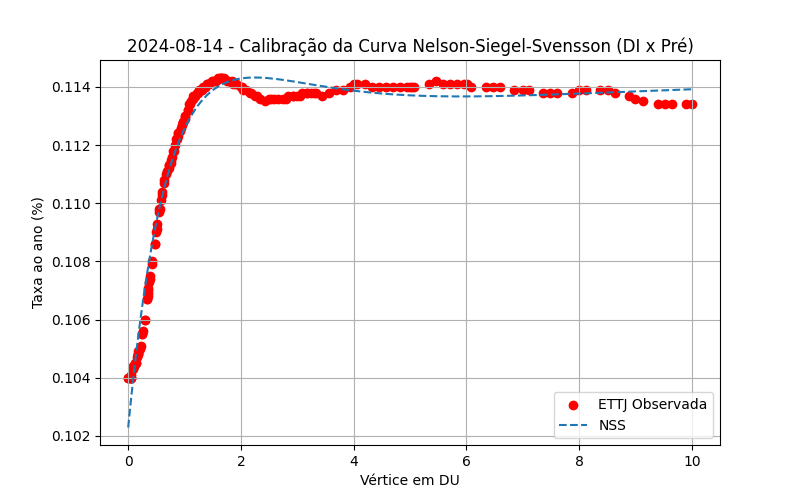 2024-08-14 - Calibração da Curva Nelson-Siegel-Svensson (DI x Pré)
0.114
0.112
0.110
0.108
0.106
0.104
0.102
Taxa ao ano (%)
ETTJ Observada
NSS
0 2 4 6 8 10
Vértice em DU